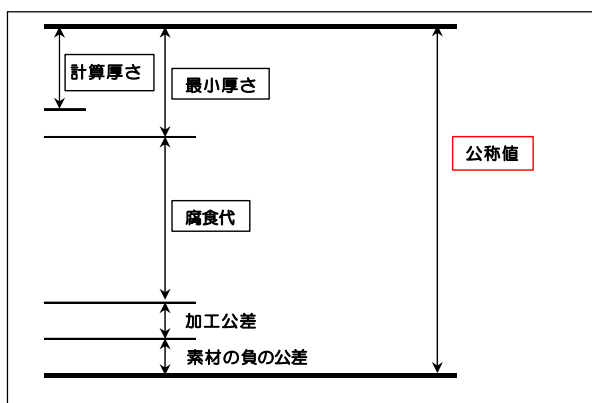 計算厚さ
最小厚さ
公称値
腐食代
加工公差
素材の負の公差